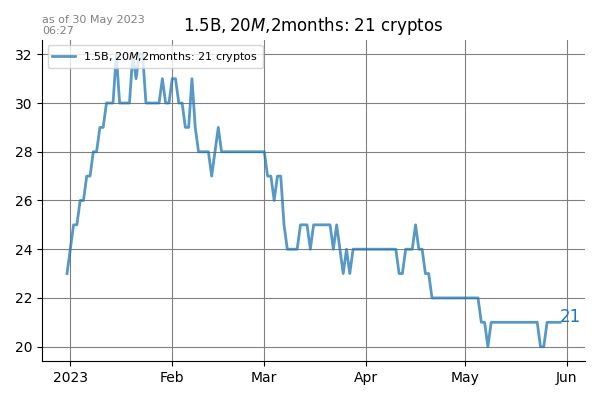 as of 30 May 2023
06:27
1.5B, 20M,2months: 21 cryptos
1.5B, 20M,2months: 21 cryptos
32
30
28
26
24
22
20
21
2023
Feb
Mar
Apr
May
Jun